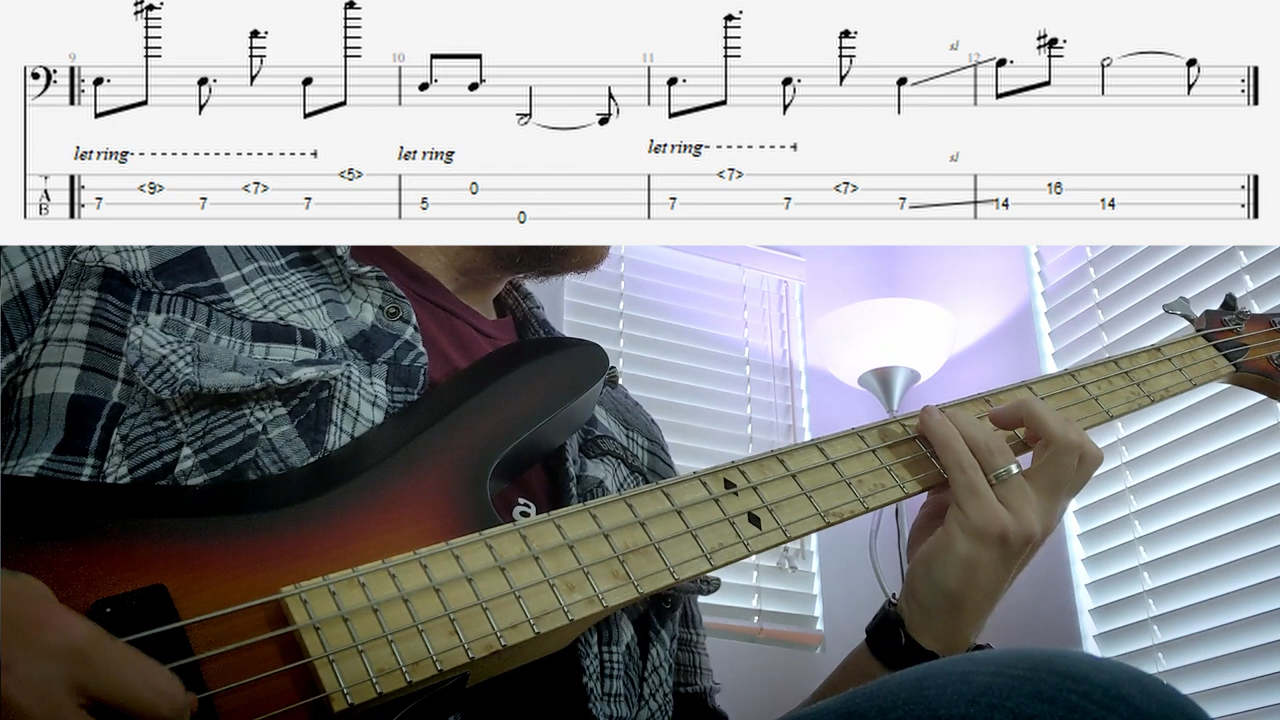 9 10 11 sl 12
let ring let ring let ring sl
<5> <7>
<9> <7> 0 <7> 16
T A B 7 7 7 5 7 7 7 14 14
0
a